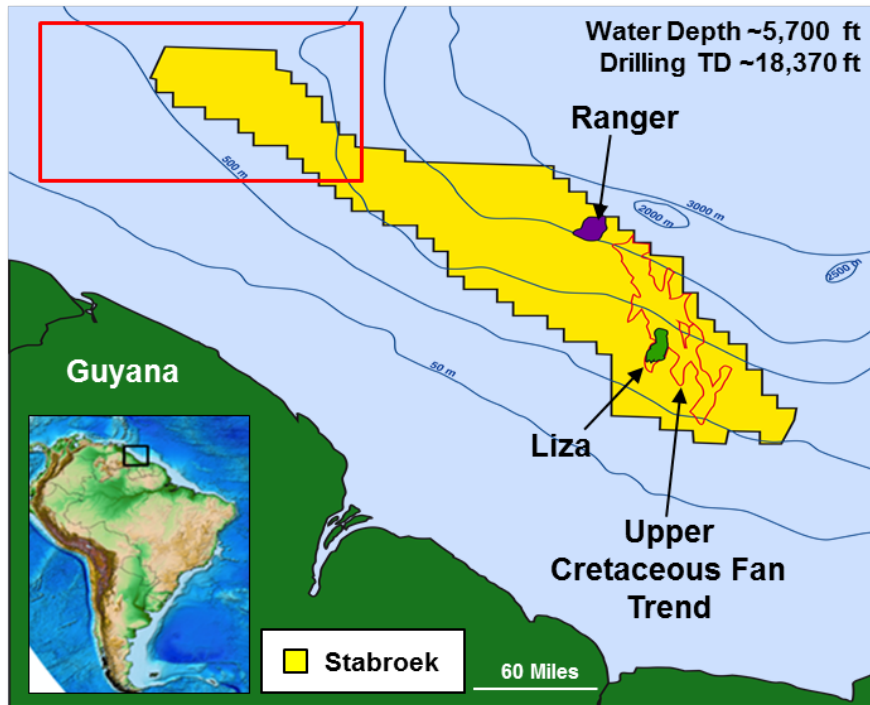 Water Depth ~5,700 ft
Drilling TD ~18,370 ft
Ranger
500 m
3000 m
2000 m
2500 m
50 m
Guyana
Liza
Upper
Cretaceous Fan
Trend
Stabroek
60 Miles